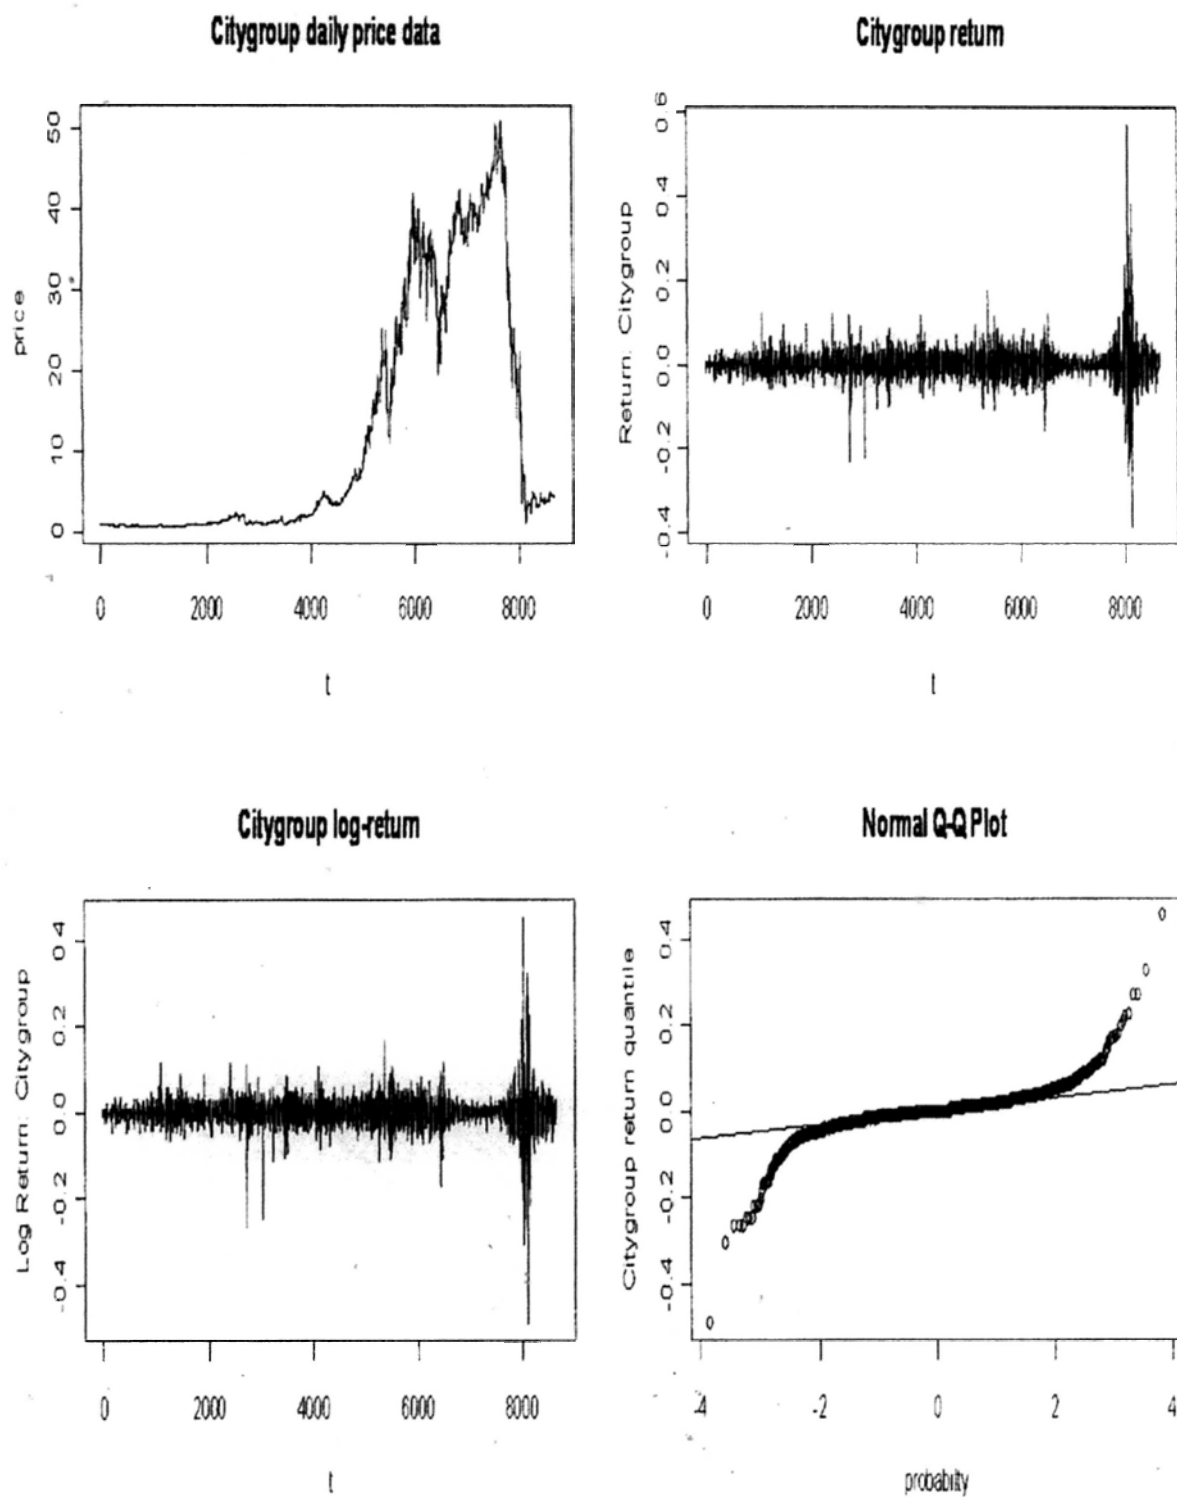 Citygroup daily price data
price
50
40
30
20
10
0
0 2000 4000 6000 8000
t
Citygroup return
Return: Citygroup
0.6
0.4
0.2
0.0
-0.2
-0.4
0 2000 4000 6000 8000
t
Citygroup log-return
Log Return: Citygroup
0.4
0.2
0.0
-0.2
-0.4
0 2000 4000 6000 8000
t
Normal Q-Q Plot
Citygroup return quantile
0.4
0.2
0.0
-0.2
-0.4
-4 -2 0 2 4
probability